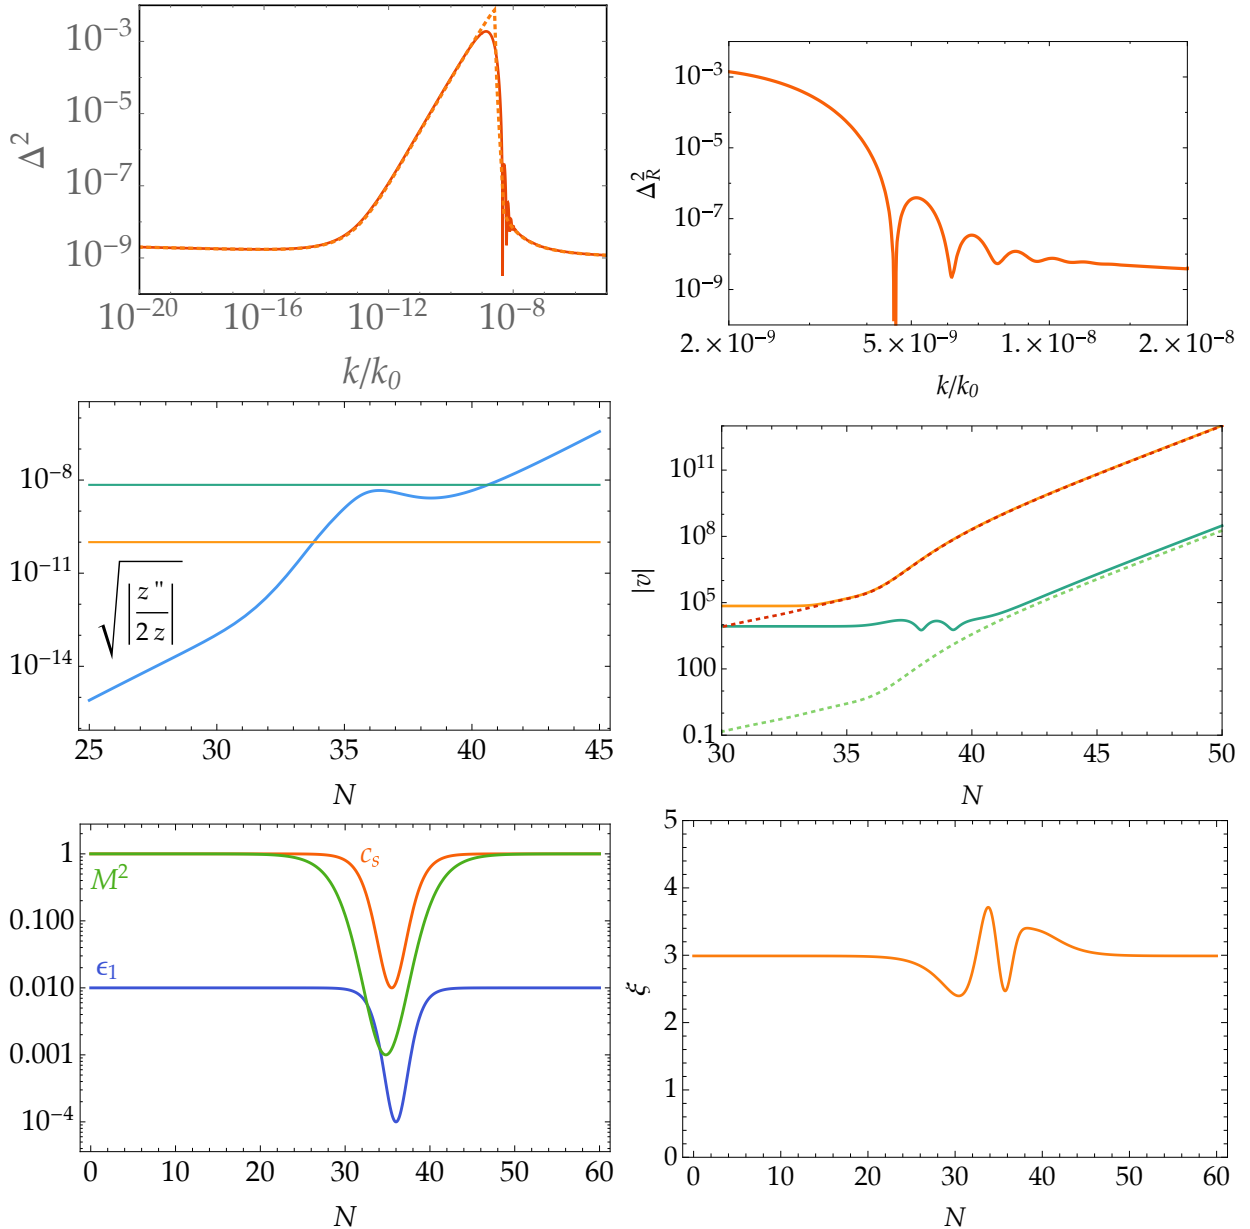 10^{-3}
10^{-5}
10^{-7}
10^{-9}
Δ^2
10^{-20} 10^{-16} 10^{-12} 10^{-8}
k/k_0
10^{-3}
10^{-5}
10^{-7}
10^{-9}
Δ_R^2
2.×10^{-9} 5.×10^{-9} 1.×10^{-8} 2.×10^{-8}
k/k_0
10^{-8}
10^{-11}
10^{-14}
√|z''/2 z|
25 30 35 40 45
N
10^{11}
10^8
10^5
100
0.1
|v|
30 35 40 45 50
N
1
0.100
0.010
0.001
10^{-4}
c_s
M^2
ϵ_1
0 10 20 30 40 50 60
N
5
4
3
2
1
0
ξ
0 10 20 30 40 50 60
N